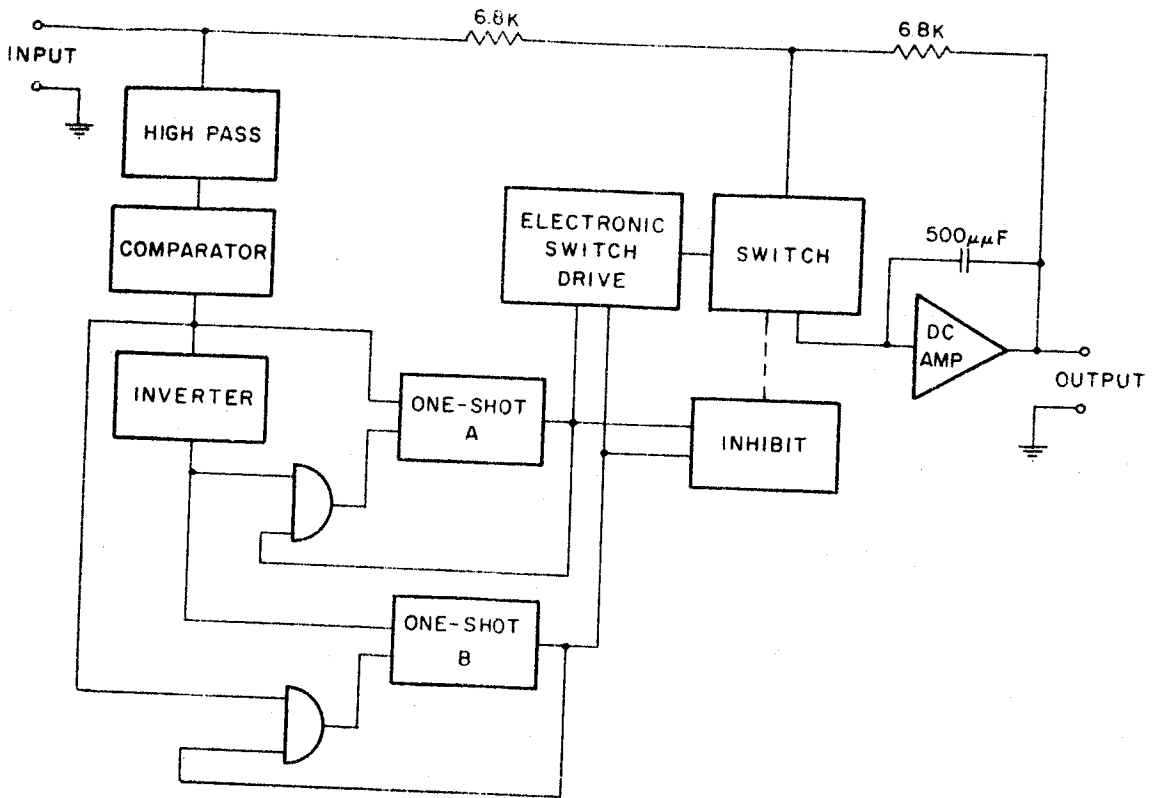 6.8K
6.8K
INPUT
HIGH PASS
COMPARATOR
ELECTRONIC
SWITCH
DRIVE
SWITCH
500μμF
DC
AMP
OUTPUT
INVERTER
ONE-SHOT
A
INHIBIT
ONE-SHOT
B